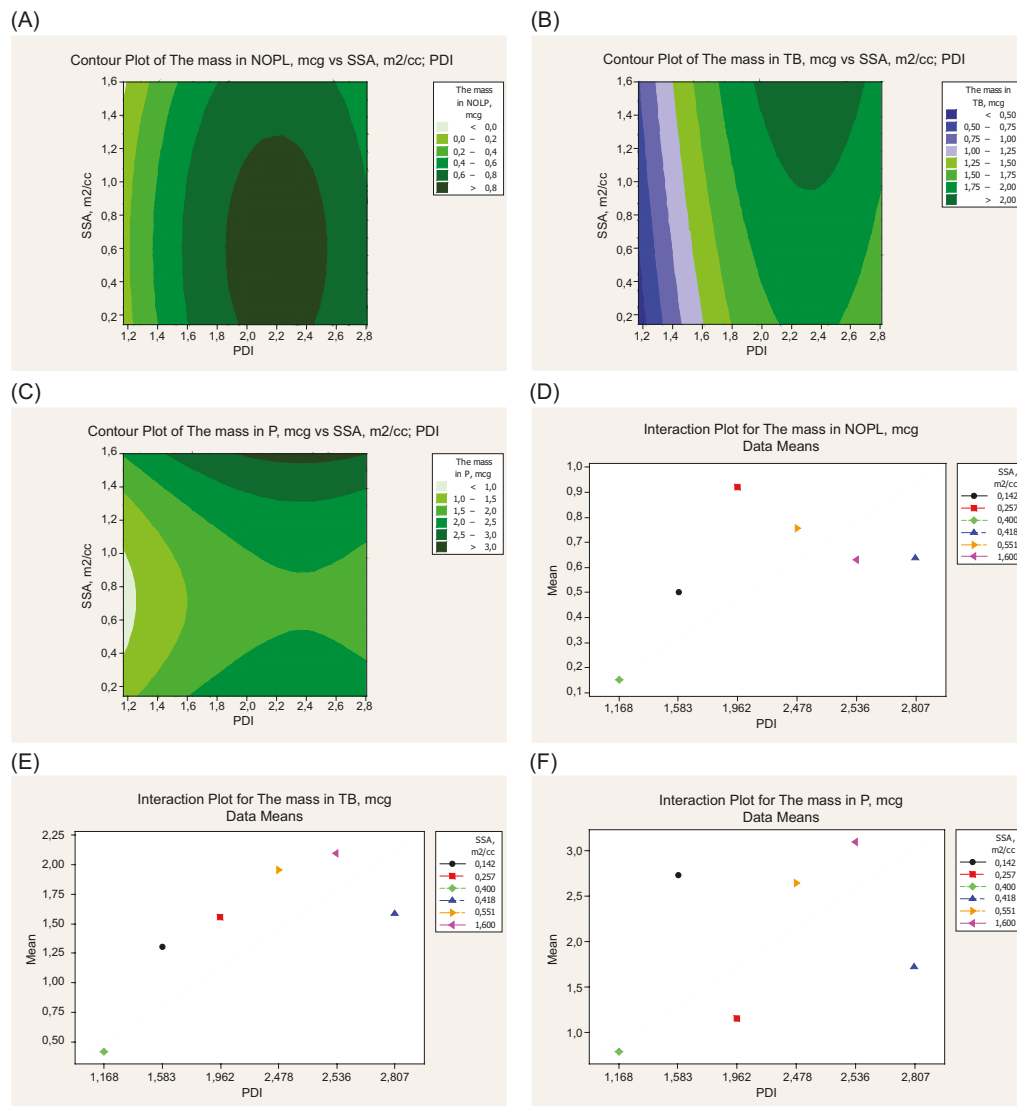 (A)
Contour Plot of The mass in NOPL, mcg vs SSA, m2/cc; PDI
1,6
1,4
1,2
1,0
0,8
0,6
0,4
0,2
SSA, m2/cc
1,2 1,4 1,6 1,8 2,0 2,2 2,4 2,6 2,8
PDI
The mass
in NOLP,
mcg
< 0,0
0,0 – 0,2
0,2 – 0,4
0,4 – 0,6
0,6 – 0,8
> 0,8
(B)
Contour Plot of The mass in TB, mcg vs SSA, m2/cc; PDI
1,6
1,4
1,2
1,0
0,8
0,6
0,4
0,2
SSA, m2/cc
1,2 1,4 1,6 1,8 2,0 2,2 2,4 2,6 2,8
PDI
The mass in
TB, mcg
< 0,50
0,50 – 0,75
0,75 – 1,00
1,00 – 1,25
1,25 – 1,50
1,50 – 1,75
1,75 – 2,00
> 2,00
(C)
Contour Plot of The mass in P, mcg vs SSA, m2/cc; PDI
1,6
1,4
1,2
1,0
0,8
0,6
0,4
0,2
SSA, m2/cc
1,2 1,4 1,6 1,8 2,0 2,2 2,4 2,6 2,8
PDI
The mass
in P, mcg
< 1,0
1,0 – 1,5
1,5 – 2,0
2,0 – 2,5
2,5 – 3,0
> 3,0
(D)
Interaction Plot for The mass in NOPL, mcg
Data Means
1,0
0,9
0,8
0,7
0,6
0,5
0,4
0,3
0,2
0,1
Mean
1,168 1,583 1,962 2,478 2,536 2,807
PDI
SSA,
m2/cc
0,142
0,257
0,400
0,418
0,551
1,600
(E)
Interaction Plot for The mass in TB, mcg
Data Means
2,25
2,00
1,75
1,50
1,25
1,00
0,75
0,50
Mean
1,168 1,583 1,962 2,478 2,536 2,807
PDI
SSA,
m2/cc
0,142
0,257
0,400
0,418
0,551
1,600
(F)
Interaction Plot for The mass in P, mcg
Data Means
3,0
2,5
2,0
1,5
1,0
Mean
1,168 1,583 1,962 2,478 2,536 2,807
PDI
SSA,
m2/cc
0,142
0,257
0,400
0,418
0,551
1,600